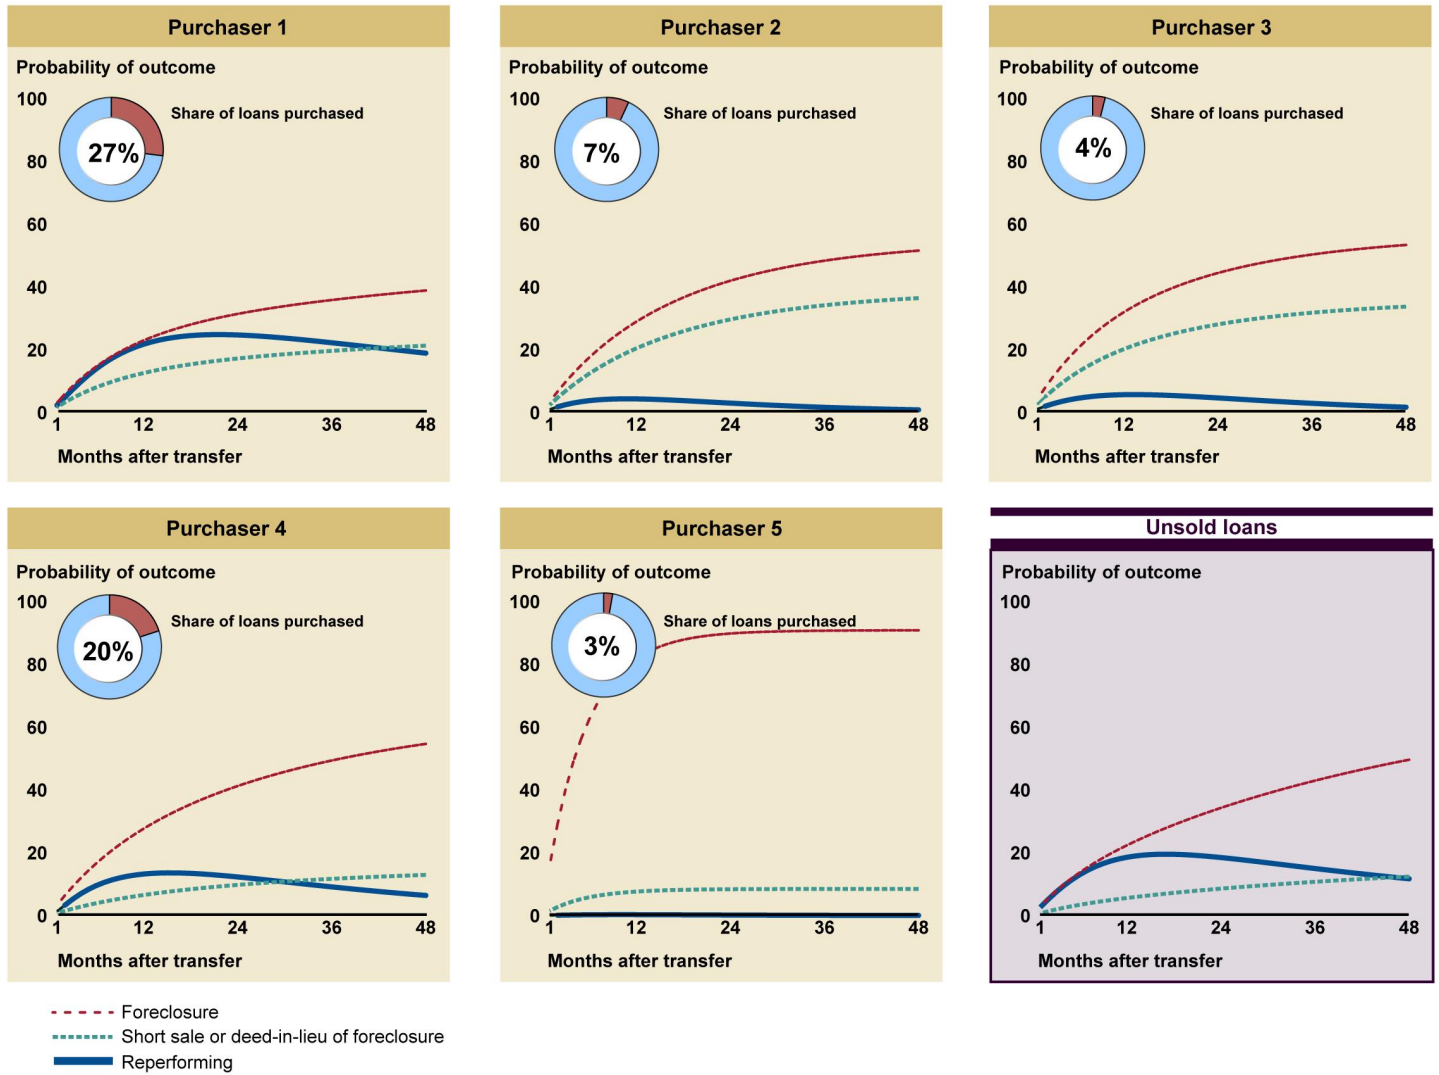 Purchaser 1
Probability of outcome
100
Share of loans purchased
27%
80
60
40
20
0
1 12 24 36 48
Months after transfer
Purchaser 2
Probability of outcome
100
Share of loans purchased
7%
80
60
40
20
0
1 12 24 36 48
Months after transfer
Purchaser 3
Probability of outcome
100
Share of loans purchased
4%
80
60
40
20
0
1 12 24 36 48
Months after transfer
Purchaser 4
Probability of outcome
100
Share of loans purchased
20%
80
60
40
20
0
1 12 24 36 48
Months after transfer
Purchaser 5
Probability of outcome
100
Share of loans purchased
3%
80
60
40
20
0
1 12 24 36 48
Months after transfer
Unsold loans
Probability of outcome
100
80
60
40
20
0
1 12 24 36 48
Months after transfer
Foreclosure
Short sale or deed-in-lieu of foreclosure
Reperforming